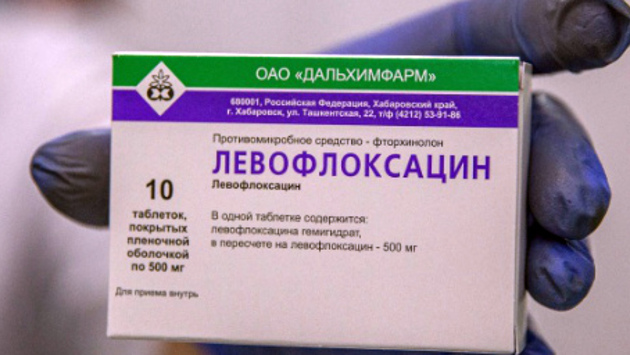 ОАО «ДАЛЬХИМФАРМ»
680001, Российская Федерация, Хабаровский край,
г. Хабаровск, ул. Ташкентская, 22, т/ф (4212) 53-91-86
Противомикробное средство - фторхинолон
ЛЕВОФЛОКСАЦИН
Левофлоксацин
10
таблеток,
покрытых
пленочной
оболочкой
по 500 мг
В одной таблетке содержится:
левофлоксацина гемигидрат,
в пересчете на левофлоксацин - 500 мг
Для приема внутрь